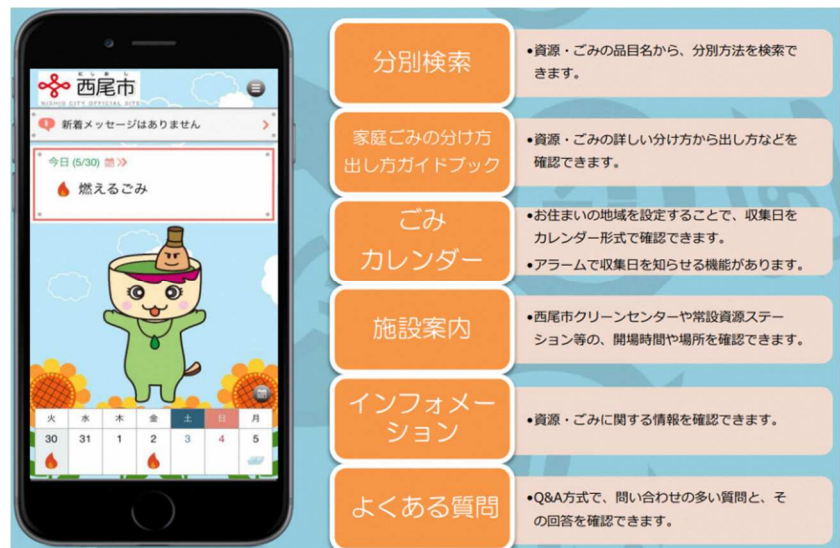 にしおし
西尾市
NISHIO CITY OFFICIAL SITE
新着メッセージはありません
今日 (5/30)
燃えるごみ
火 水 木 金 土 日 月
30 31 1 2 3 4 5
分別検索
•資源・ごみの品目名から、分別方法を検索で
きます。
家庭ごみの分け方
出し方ガイドブック
•資源・ごみの詳しい分け方から出し方などを
確認できます。
ごみ
カレンダー
•お住まいの地域を設定することで、収集日を
カレンダー形式で確認できます。
•アラームで収集日を知らせる機能があります。
施設案内
•西尾市クリーンセンターや常設資源ステー
ション等の、開場時間や場所を確認できます。
インフォメー
ション
•資源・ごみに関する情報を確認できます。
よくある質問
•Q&A方式で、問い合わせの多い質問と、そ
の回答を確認できます。